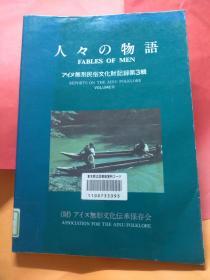 人々の物語
FABLES OF MEN
アイヌ無形民俗文化財記録第3輯
REPORTS ON THE AINU FOLKLORE
VOLUME III
1100733393
(財)アイヌ無形文化伝承保存会
ASSOCIATION FOR THE AINU FOLKLORE